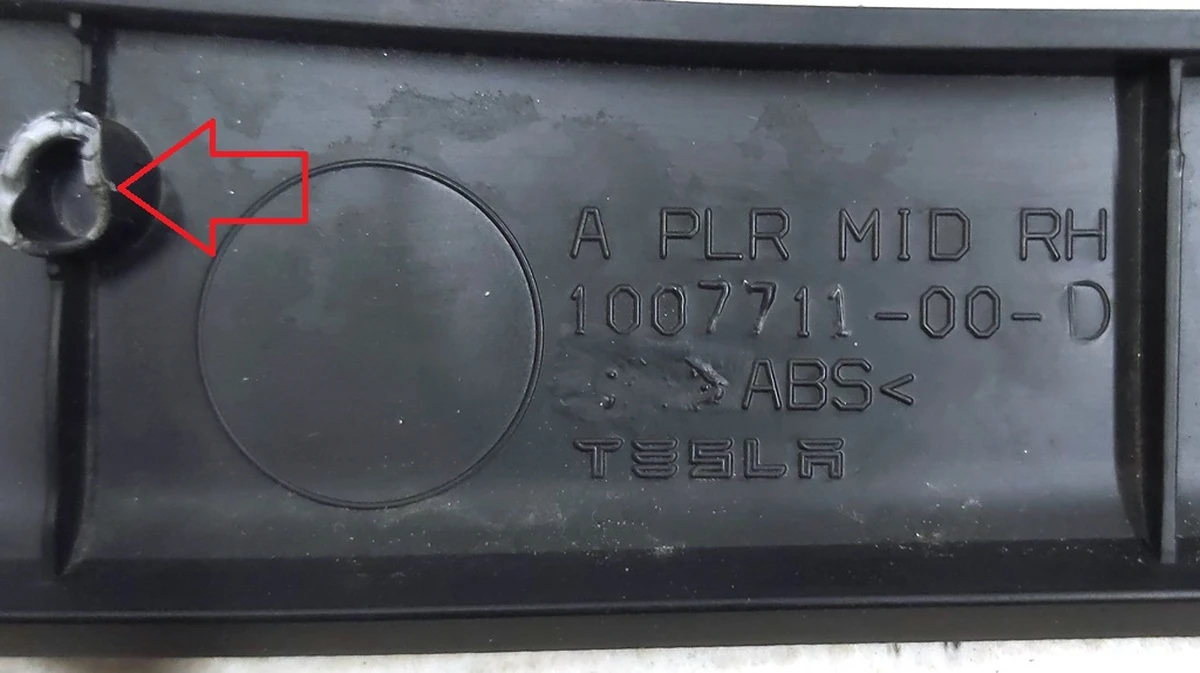 A PLR MID RH
1007711-00-D
>ABS<
TESLA